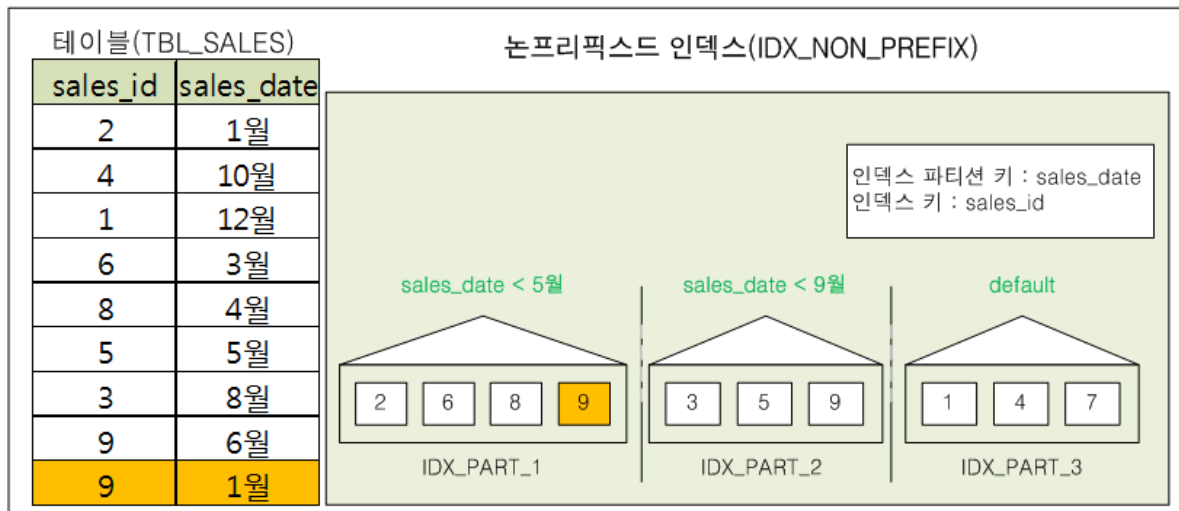 테이블(TBL_SALES)
논프리픽스드 인덱스(IDX_NON_PREFIX)
sales_id sales_date
2 1월
4 10월
1 12월
6 3월
8 4월
5 5월
3 8월
9 6월
9 1월
인덱스 파티션 키 : sales_date
인덱스 키 : sales_id
sales_date < 5월
sales_date < 9월
default
2 6 8 9
3 5 9
1 4 7
IDX_PART_1
IDX_PART_2
IDX_PART_3